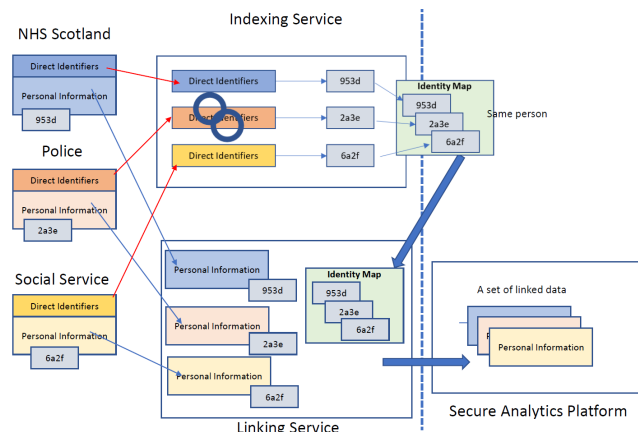 NHS Scotland
Direct Identifiers
Personal Information
953d
Police
Direct Identifiers
Personal Information
2a3e
Social Service
Direct Identifiers
Personal Information
6a2f
Indexing Service
Direct Identifiers
953d
Direct Identifiers
2a3e
Direct Identifiers
6a2f
Identity Map
953d
2a3e
6a2f
Same person
Personal Information
953d
Personal Information
2a3e
Personal Information
6a2f
Identity Map
953d
2a3e
6a2f
Linking Service
A set of linked data
Personal Information
Secure Analytics Platform